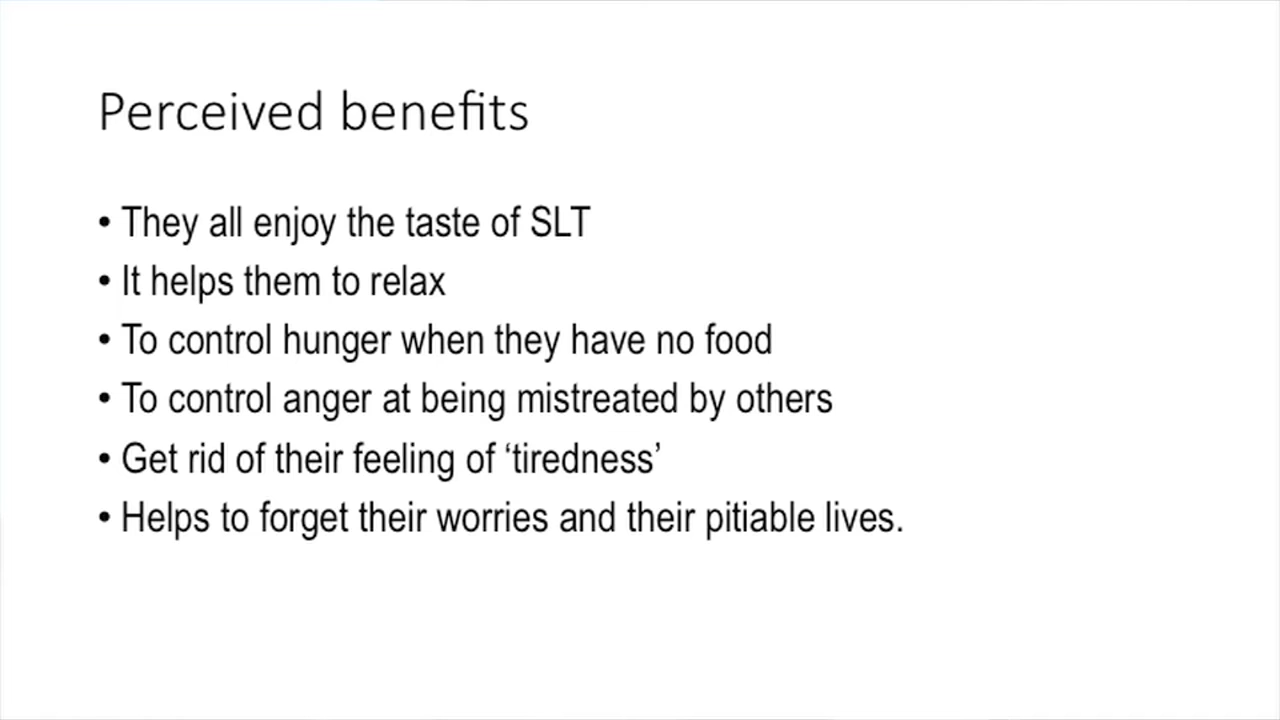 Perceived benefits
• They all enjoy the taste of SLT
• It helps them to relax
• To control hunger when they have no food
• To control anger at being mistreated by others
• Get rid of their feeling of ‘tiredness’
• Helps to forget their worries and their pitiable lives.